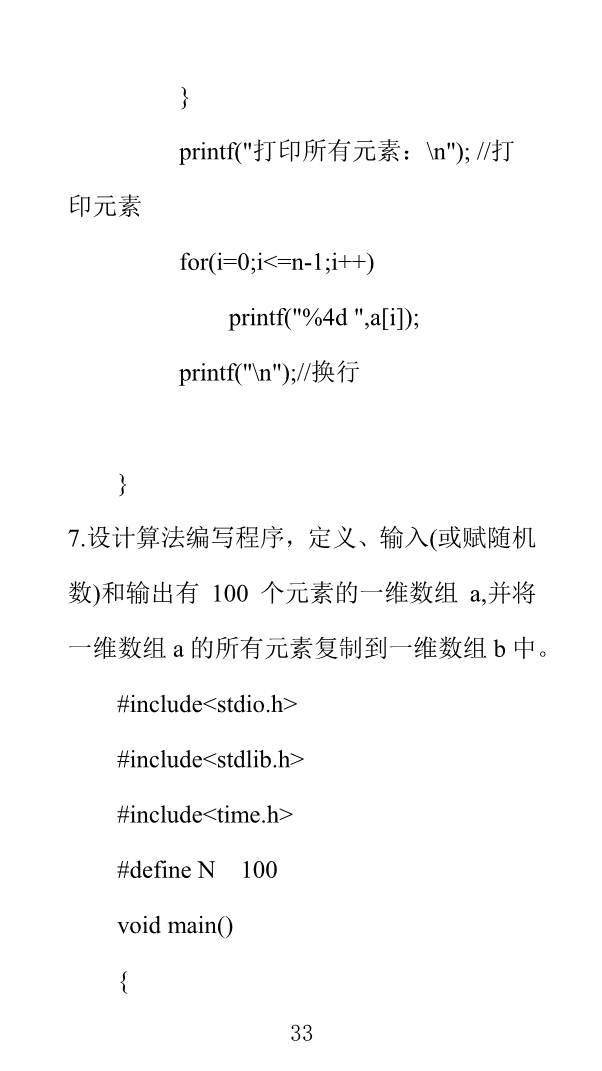 }
printf("打印所有元素：\n"); //打
印元素
for(i=0;i<=n-1;i++)
printf("%4d ",a[i]);
printf("\n");//换行
}
7.设计算法编写程序，定义、输入(或赋随机
数)和输出有 100 个元素的一维数组 a,并将
一维数组 a 的所有元素复制到一维数组 b 中。
#include<stdio.h>
#include<stdlib.h>
#include<time.h>
#define N    100
void main()
{
33